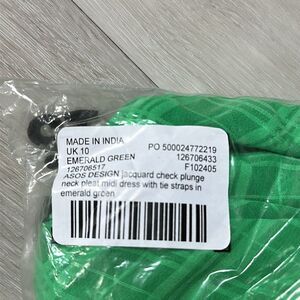 MADE IN INDIA
UK 10 PO 500024772219
EMERALD GREEN 126706433
126706517 F102405
ASOS DESIGN jacquard check plunge
neck pleat midi dress with tie straps in
emerald green